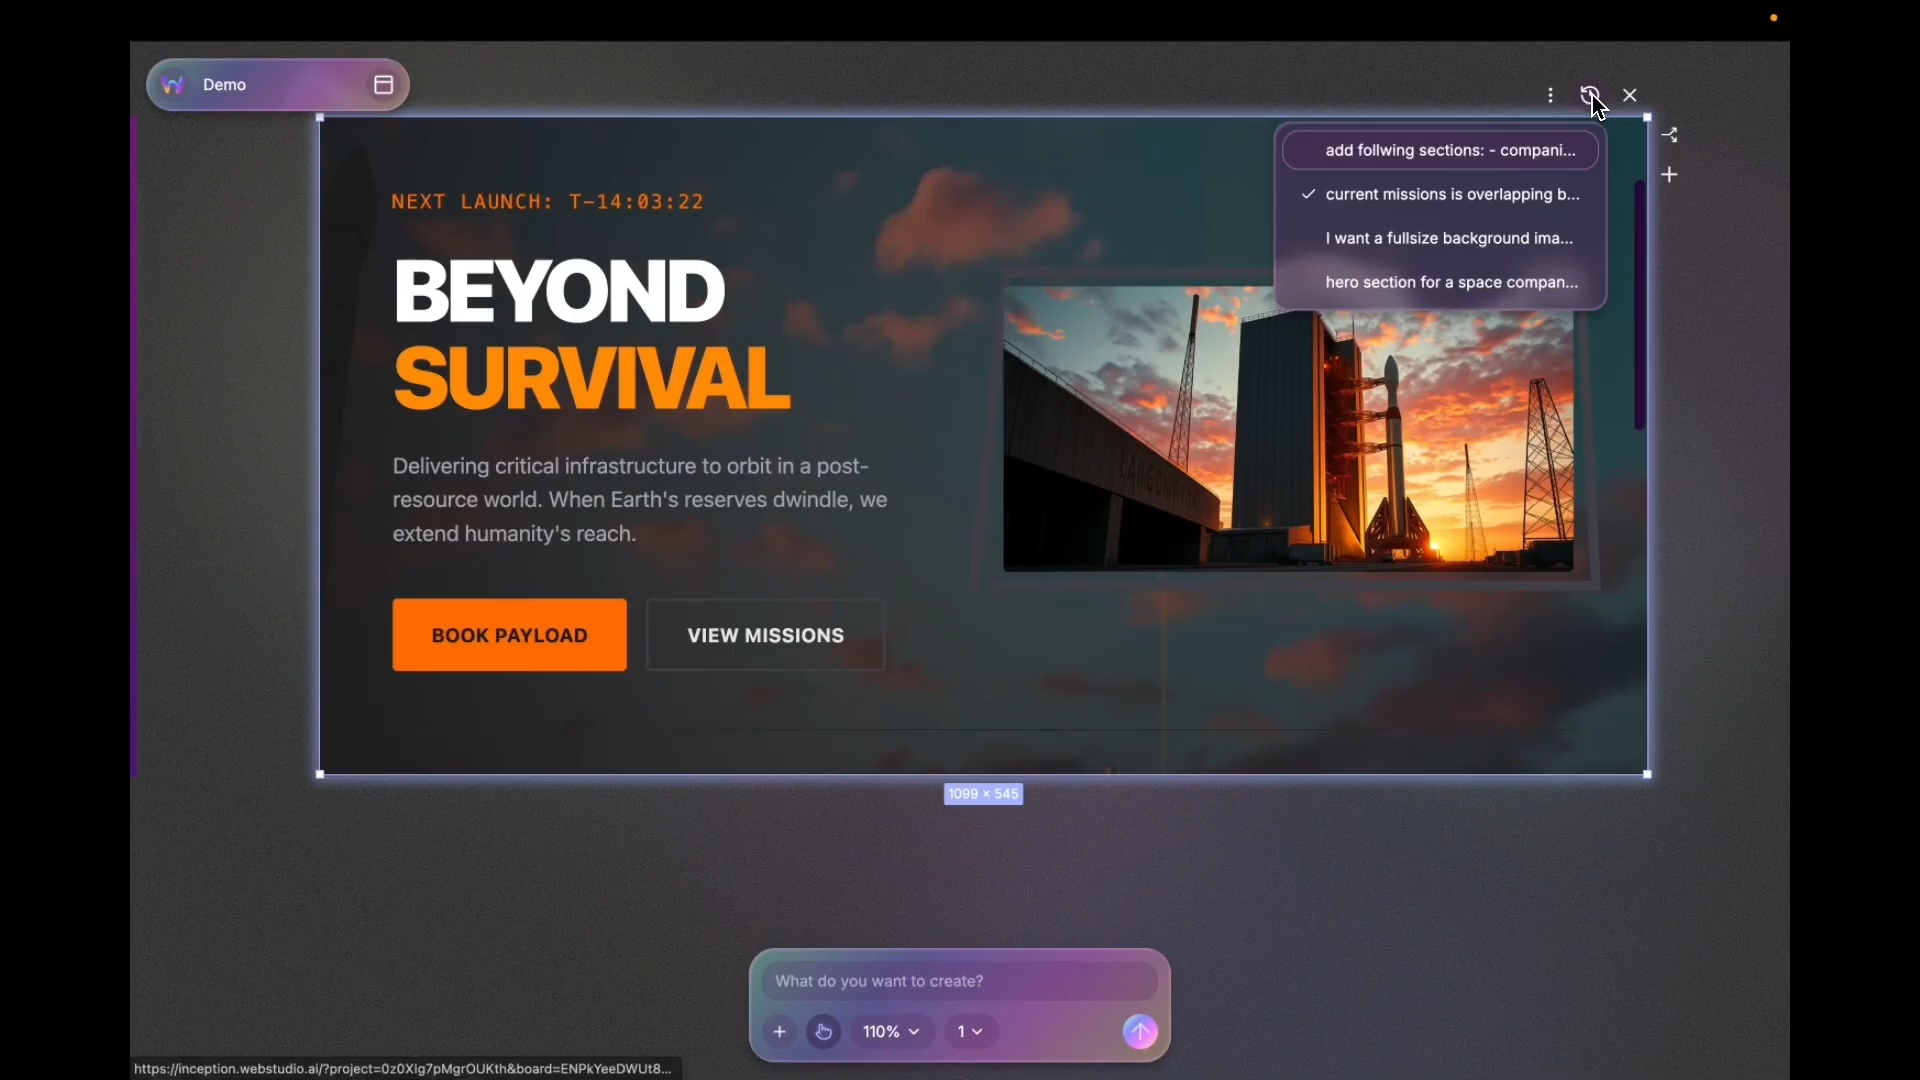 Demo
add follwing sections: - compani...
current missions is overlapping b...
I want a fullsize background ima...
hero section for a space compan...
NEXT LAUNCH: T-14:03:22
BEYOND
SURVIVAL
Delivering critical infrastructure to orbit in a post-
resource world. When Earth's reserves dwindle, we
extend humanity's reach.
BOOK PAYLOAD
VIEW MISSIONS
1099 × 545
What do you want to create?
110%
1
https://inception.webstudio.ai/?project=0z0XIg7pMgrOUKth&board=ENPkYeeDWUt8...